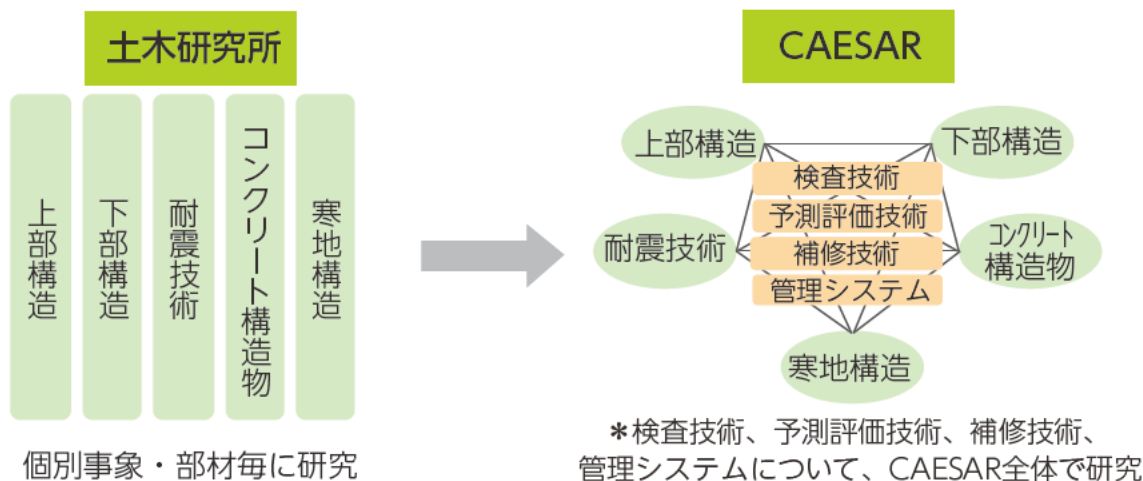 土木研究所
上部構造
下部構造
耐震技術
コンクリート構造物
寒地構造
個別事象・部材毎に研究
CAESAR
上部構造
下部構造
検査技術
予測評価技術
耐震技術
補修技術
コンクリート
構造物
管理システム
寒地構造
*検査技術、予測評価技術、補修技術、
管理システムについて、CAESAR全体で研究